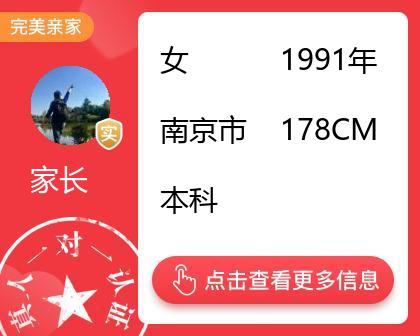 完美亲家
女 1991年
南京市 178CM
实
家长
本科
一对一
真人认证
点击查看更多信息